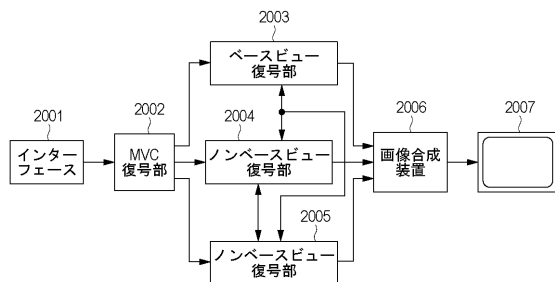 2003
ベースビュー
復号部
2001
2002
2004
2006
2007
インター
フェース
MVC
復号部
ノンベースビュー
復号部
画像合成
装置
2005
ノンベースビュー
復号部